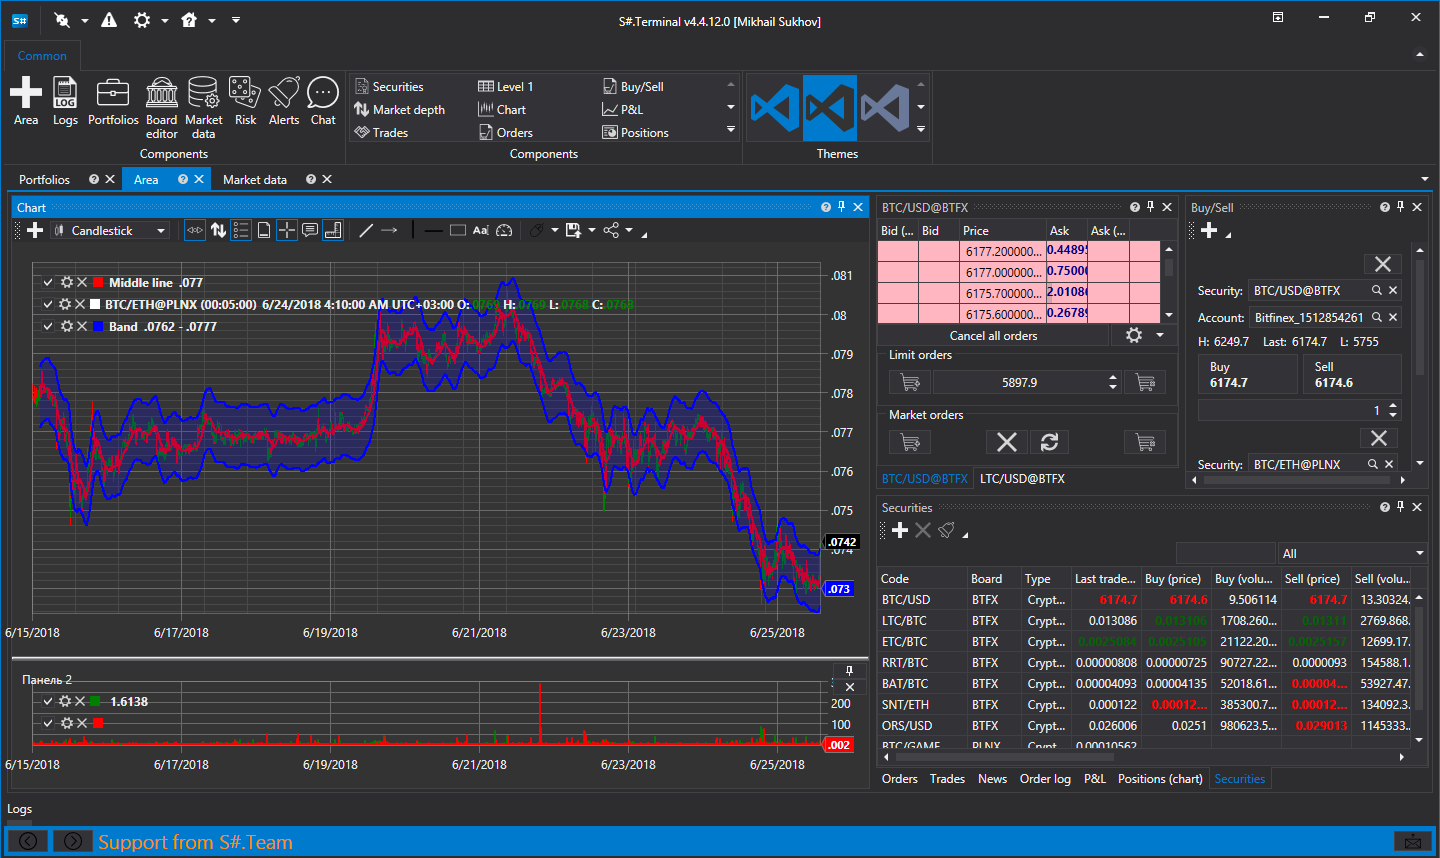 S#
S#.Terminal v4.4.12.0 [Mikhail Sukhov]
Common
Area
Logs
Portfolios
Board editor
Market data
Risk
Alerts
Chat
Components
Securities
Level 1
Buy/Sell
Market depth
Chart
P&L
Trades
Orders
Positions
Components
Themes
Portfolios
Area
Market data
Chart
Candlestick
Middle line .077
BTC/ETH@PLNX (00:05:00) 6/24/2018 4:10:00 AM UTC+03:00 O: .0769 H: .0769 L: .0768 C: .0768
Band .0762 - .0777
.081
.08
.079
.078
.077
.076
.075
.0742
.074
.073
6/15/2018 6/17/2018 6/19/2018 6/21/2018 6/23/2018 6/25/2018
Панель 2
1.6138
200
100
.002
6/15/2018 6/17/2018 6/19/2018 6/21/2018 6/23/2018 6/25/2018
BTC/USD@BTFX
Bid (... Bid Price Ask Ask (...
6177.200000... 0.44895
6177.000000... 0.75000
6175.700000... 2.01086
6175.600000... 0.26789
Cancel all orders
Limit orders
5897.9
Market orders
BTC/USD@BTFX LTC/USD@BTFX
Buy/Sell
Security: BTC/USD@BTFX
Account: Bitfinex_1512854261
H: 6249.7 Last: 6174.7 L: 5755
Buy
6174.7
Sell
6174.6
1
Security: BTC/ETH@PLNX
Securities
All
Code Board Type Last trade... Buy (price) Buy (volu... Sell (price) Sell (volu...
BTC/USD BTFX Crypt... 6174.7 6174.6 9.506114 6174.7 13.30324.
LTC/BTC BTFX Crypt... 0.013086 0.013106 1708.260... 0.01311 2769.868.
ETC/BTC BTFX Crypt... 0.0025084 0.0025105 21122.20... 0.0025157 12699.17.
RRT/BTC BTFX Crypt... 0.00000808 0.00000725 90727.22... 0.0000093 154588.1.
BAT/BTC BTFX Crypt... 0.00004093 0.00004135 52018.61... 0.00004... 53927.47.
SNT/ETH BTFX Crypt... 0.000122 0.00012... 385300.7... 0.00012... 134092.3.
ORS/USD BTFX Crypt... 0.026006 0.0251 980623.5... 0.029013 1145333..
BTC/GAME PLNX Crypt... 0.00010562
Orders Trades News Order log P&L Positions (chart) Securities
Logs
Support from S#.Team